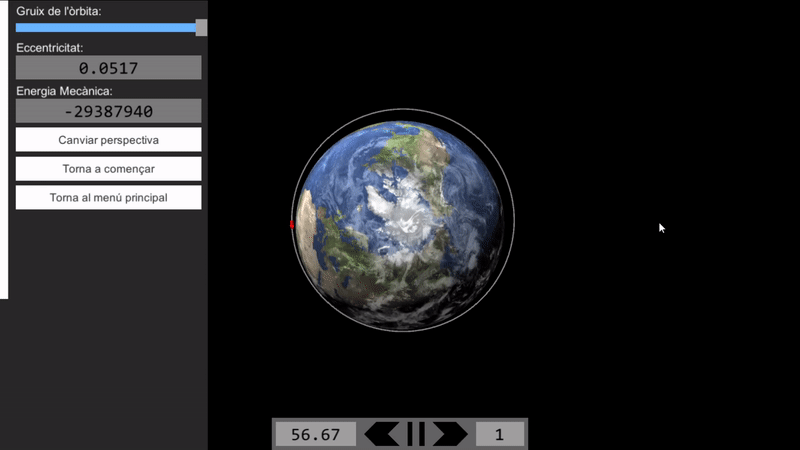 Gruix de l'òrbita:
Eccentricitat:
0.0517
Energia Mecànica:
-29387940
Canviar perspectiva
Torna a començar
Torna al menú principal
56.67
1